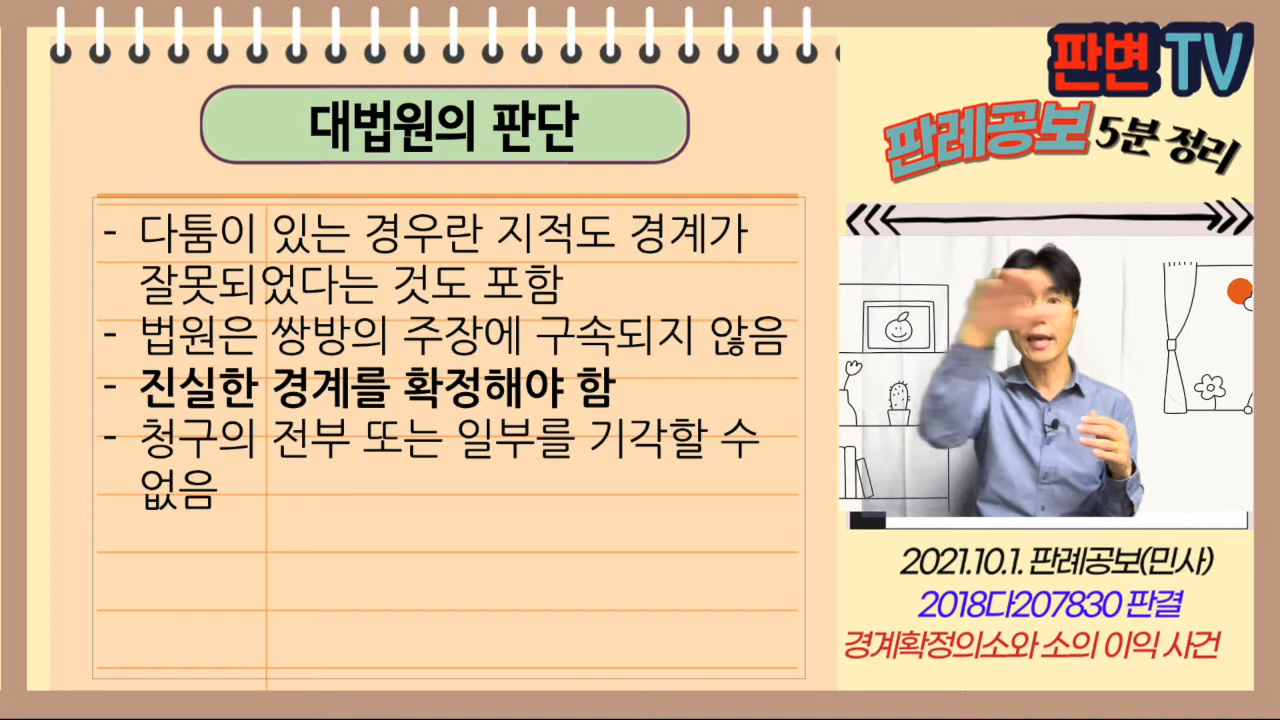 대법원의 판단
- 다툼이 있는 경우란 지적도 경계가
잘못되었다는 것도 포함
- 법원은 쌍방의 주장에 구속되지 않음
- 진실한 경계를 확정해야 함
- 청구의 전부 또는 일부를 기각할 수
없음
판변 TV
판례공보 5분 정리
2021.10.1. 판례공보(민사)
2018다207830 판결
경계확정의소와 소의 이익 사건